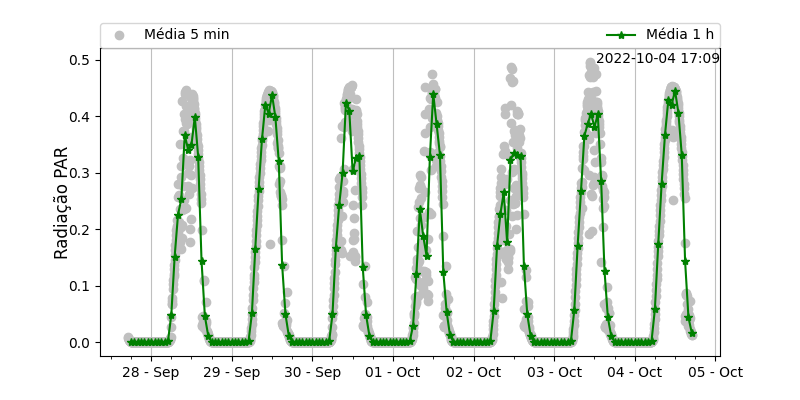 Média 5 min
Média 1 h
2022-10-04 17:09
Radiação PAR
0.5
0.4
0.3
0.2
0.1
0.0
28 - Sep
29 - Sep
30 - Sep
01 - Oct
02 - Oct
03 - Oct
04 - Oct
05 - Oct